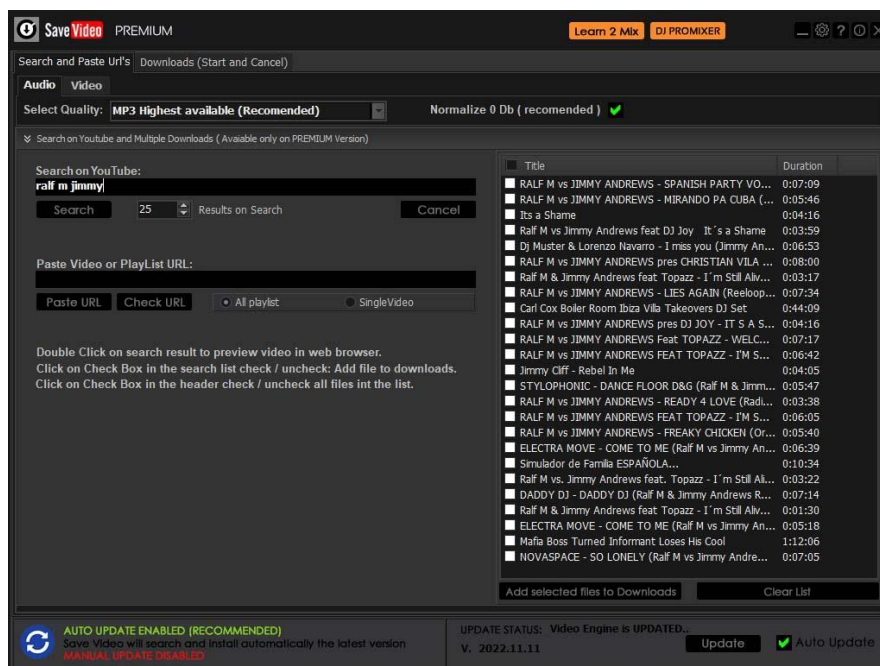 Save Video PREMIUM Learn 2 Mix DJ PROMIXER
Search and Paste Url's Downloads (Start and Cancel)
Audio Video
Select Quality: MP3 Highest available (Recomended) Normalize 0 Db ( recomended )
Search on Youtube and Multiple Downloads ( Avaiable only on PREMIUM Version)
Search on YouTube:
ralf m jimmy
Search 25 Results on Search Cancel
Paste Video or PlayList URL:
Paste URL Check URL All playlist SingleVideo
Double Click on search result to preview video in web browser.
Click on Check Box in the search list check / uncheck: Add file to downloads.
Click on Check Box in the header check / uncheck all files int the list.
Title Duration
RALF M vs JIMMY ANDREWS - SPANISH PARTY VO... 0:07:09
RALF M vs JIMMY ANDREWS - MIRANDO PA CUBA (... 0:05:46
Its a Shame 0:04:16
Ralf M vs Jimmy Andrews feat DJ Joy It´s a Shame 0:03:59
Dj Muster & Lorenzo Navarro - I miss you (Jimmy An... 0:06:53
RALF M vs JIMMY ANDREWS pres CHRISTIAN VILA ... 0:08:00
Ralf M & Jimmy Andrews feat Topazz - I´m Still Aliv... 0:03:17
RALF M vs JIMMY ANDREWS - LIES AGAIN (Reeloop... 0:07:34
Carl Cox Boiler Room Ibiza Villa Takeovers DJ Set 0:44:09
RALF M vs JIMMY ANDREWS pres DJ JOY - IT S A S... 0:04:16
RALF M vs JIMMY ANDREWS Feat TOPAZZ - WELC... 0:07:17
RALF M vs JIMMY ANDREWS FEAT TOPAZZ - I'M S... 0:06:42
Jimmy Cliff - Rebel In Me 0:04:05
STYLOPHONIC - DANCE FLOOR D&G (Ralf M & Jimm... 0:05:47
RALF M vs JIMMY ANDREWS - READY 4 LOVE (Radi... 0:03:38
RALF M vs JIMMY ANDREWS FEAT TOPAZZ - I'M S... 0:06:05
RALF M vs JIMMY ANDREWS - FREAKY CHICKEN (Or... 0:05:40
ELECTRA MOVE - COME TO ME (Ralf M vs Jimmy An... 0:06:39
Simulador de Familia ESPAÑOLA... 0:10:34
Ralf M vs. Jimmy Andrews feat. Topazz - I´m Still Ali... 0:03:22
DADDY DJ - DADDY DJ (Ralf M & Jimmy Andrews R... 0:07:14
Ralf M & Jimmy Andrews feat Topazz - I´m Still Aliv... 0:01:30
ELECTRA MOVE - COME TO ME (Ralf M vs Jimmy An... 0:05:18
Mafia Boss Turned Informant Loses His Cool 1:12:06
NOVASPACE - SO LONELY (Ralf M vs Jimmy Andre... 0:07:05
Add selected files to Downloads Clear List
AUTO UPDATE ENABLED (RECOMMENDED)
Save Video will search and install automatically the latest version
MANUAL UPDATE DISABLED
UPDATE STATUS: Video Engine is UPDATED..
V. 2022.11.11 Update Auto Update